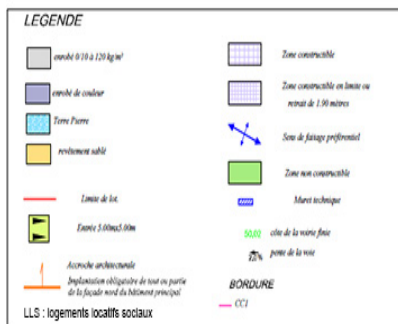 LEGENDE
enrobé 0/10 à 120 kg/m²
enrobé de couleur
Terre Pierre
revêtement sablé
Limite de lot.
Entrée 5.00mx5.00m
Accroche architecturale
Implantation obligatoire de tout ou partie
de la façade nord du bâtiment principal
LLS : logements locatifs sociaux
Zone constructible
Zone constructible en limite ou
retrait de 1.90 mètres
Sens de faitage préférentiel
Zone non constructible
Muret technique
50,02 côte de la voirie finie
pente de la voie
BORDURE
CC1